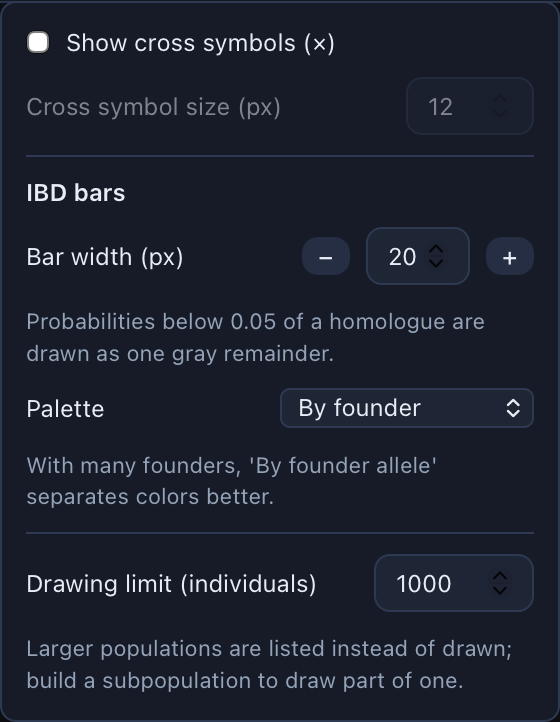 Show cross symbols (×)
Cross symbol size (px) 12
IBD bars
Bar width (px) − 20 +
Probabilities below 0.05 of a homologue are
drawn as one gray remainder.
Palette By founder
With many founders, 'By founder allele'
separates colors better.
Drawing limit (individuals) 1000
Larger populations are listed instead of drawn;
build a subpopulation to draw part of one.